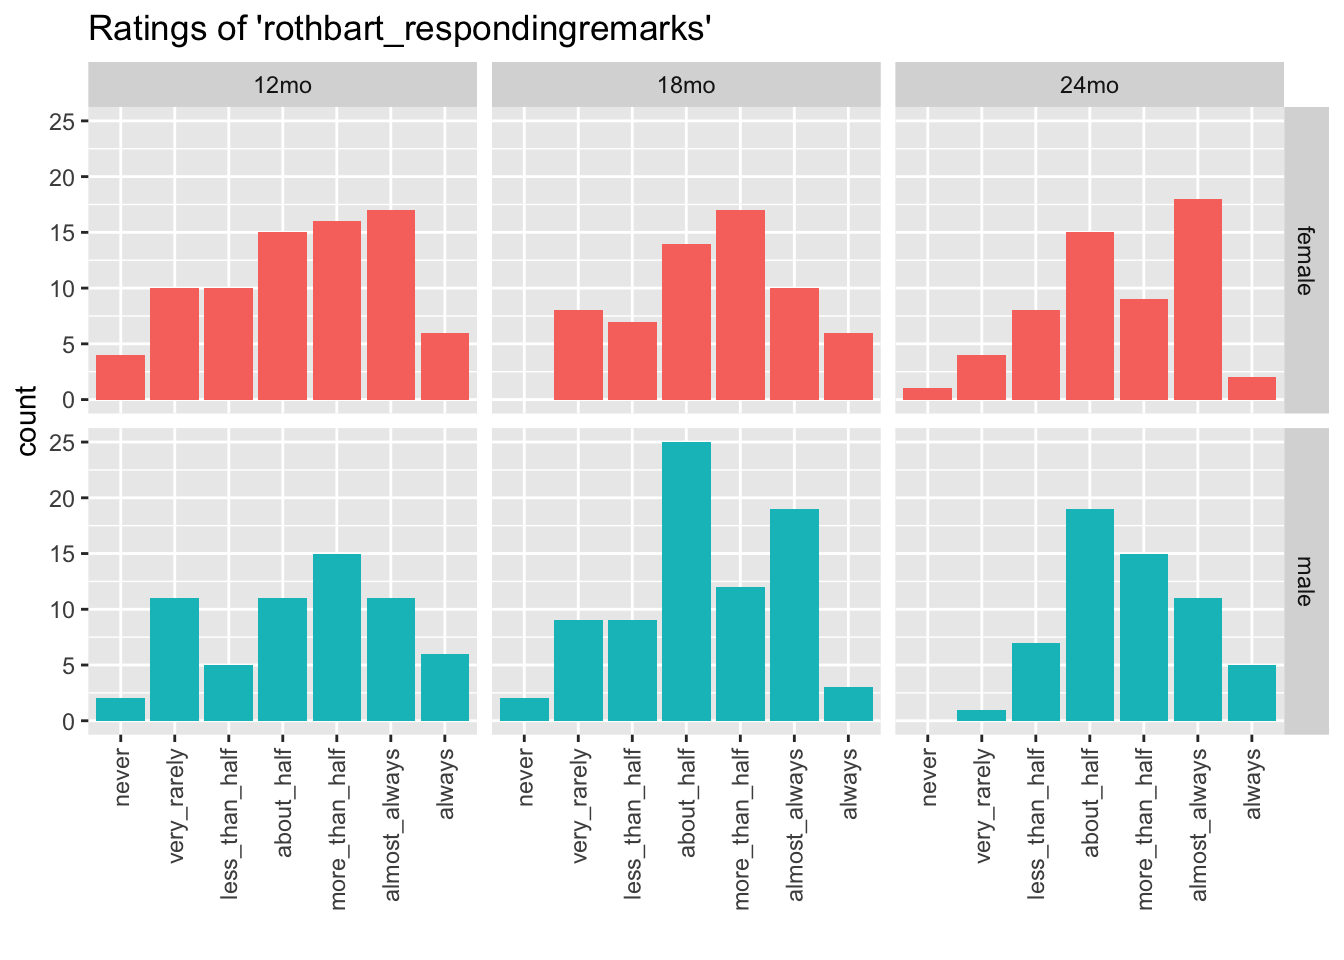 Ratings of 'rothbart_respondingremarks'
12mo 18mo 24mo
count
25
20
15
10
5
0
female
25
20
15
10
5
0
male
never very_rarely less_than_half about_half more_than_half almost_always always
never very_rarely less_than_half about_half more_than_half almost_always always
never very_rarely less_than_half about_half more_than_half almost_always always